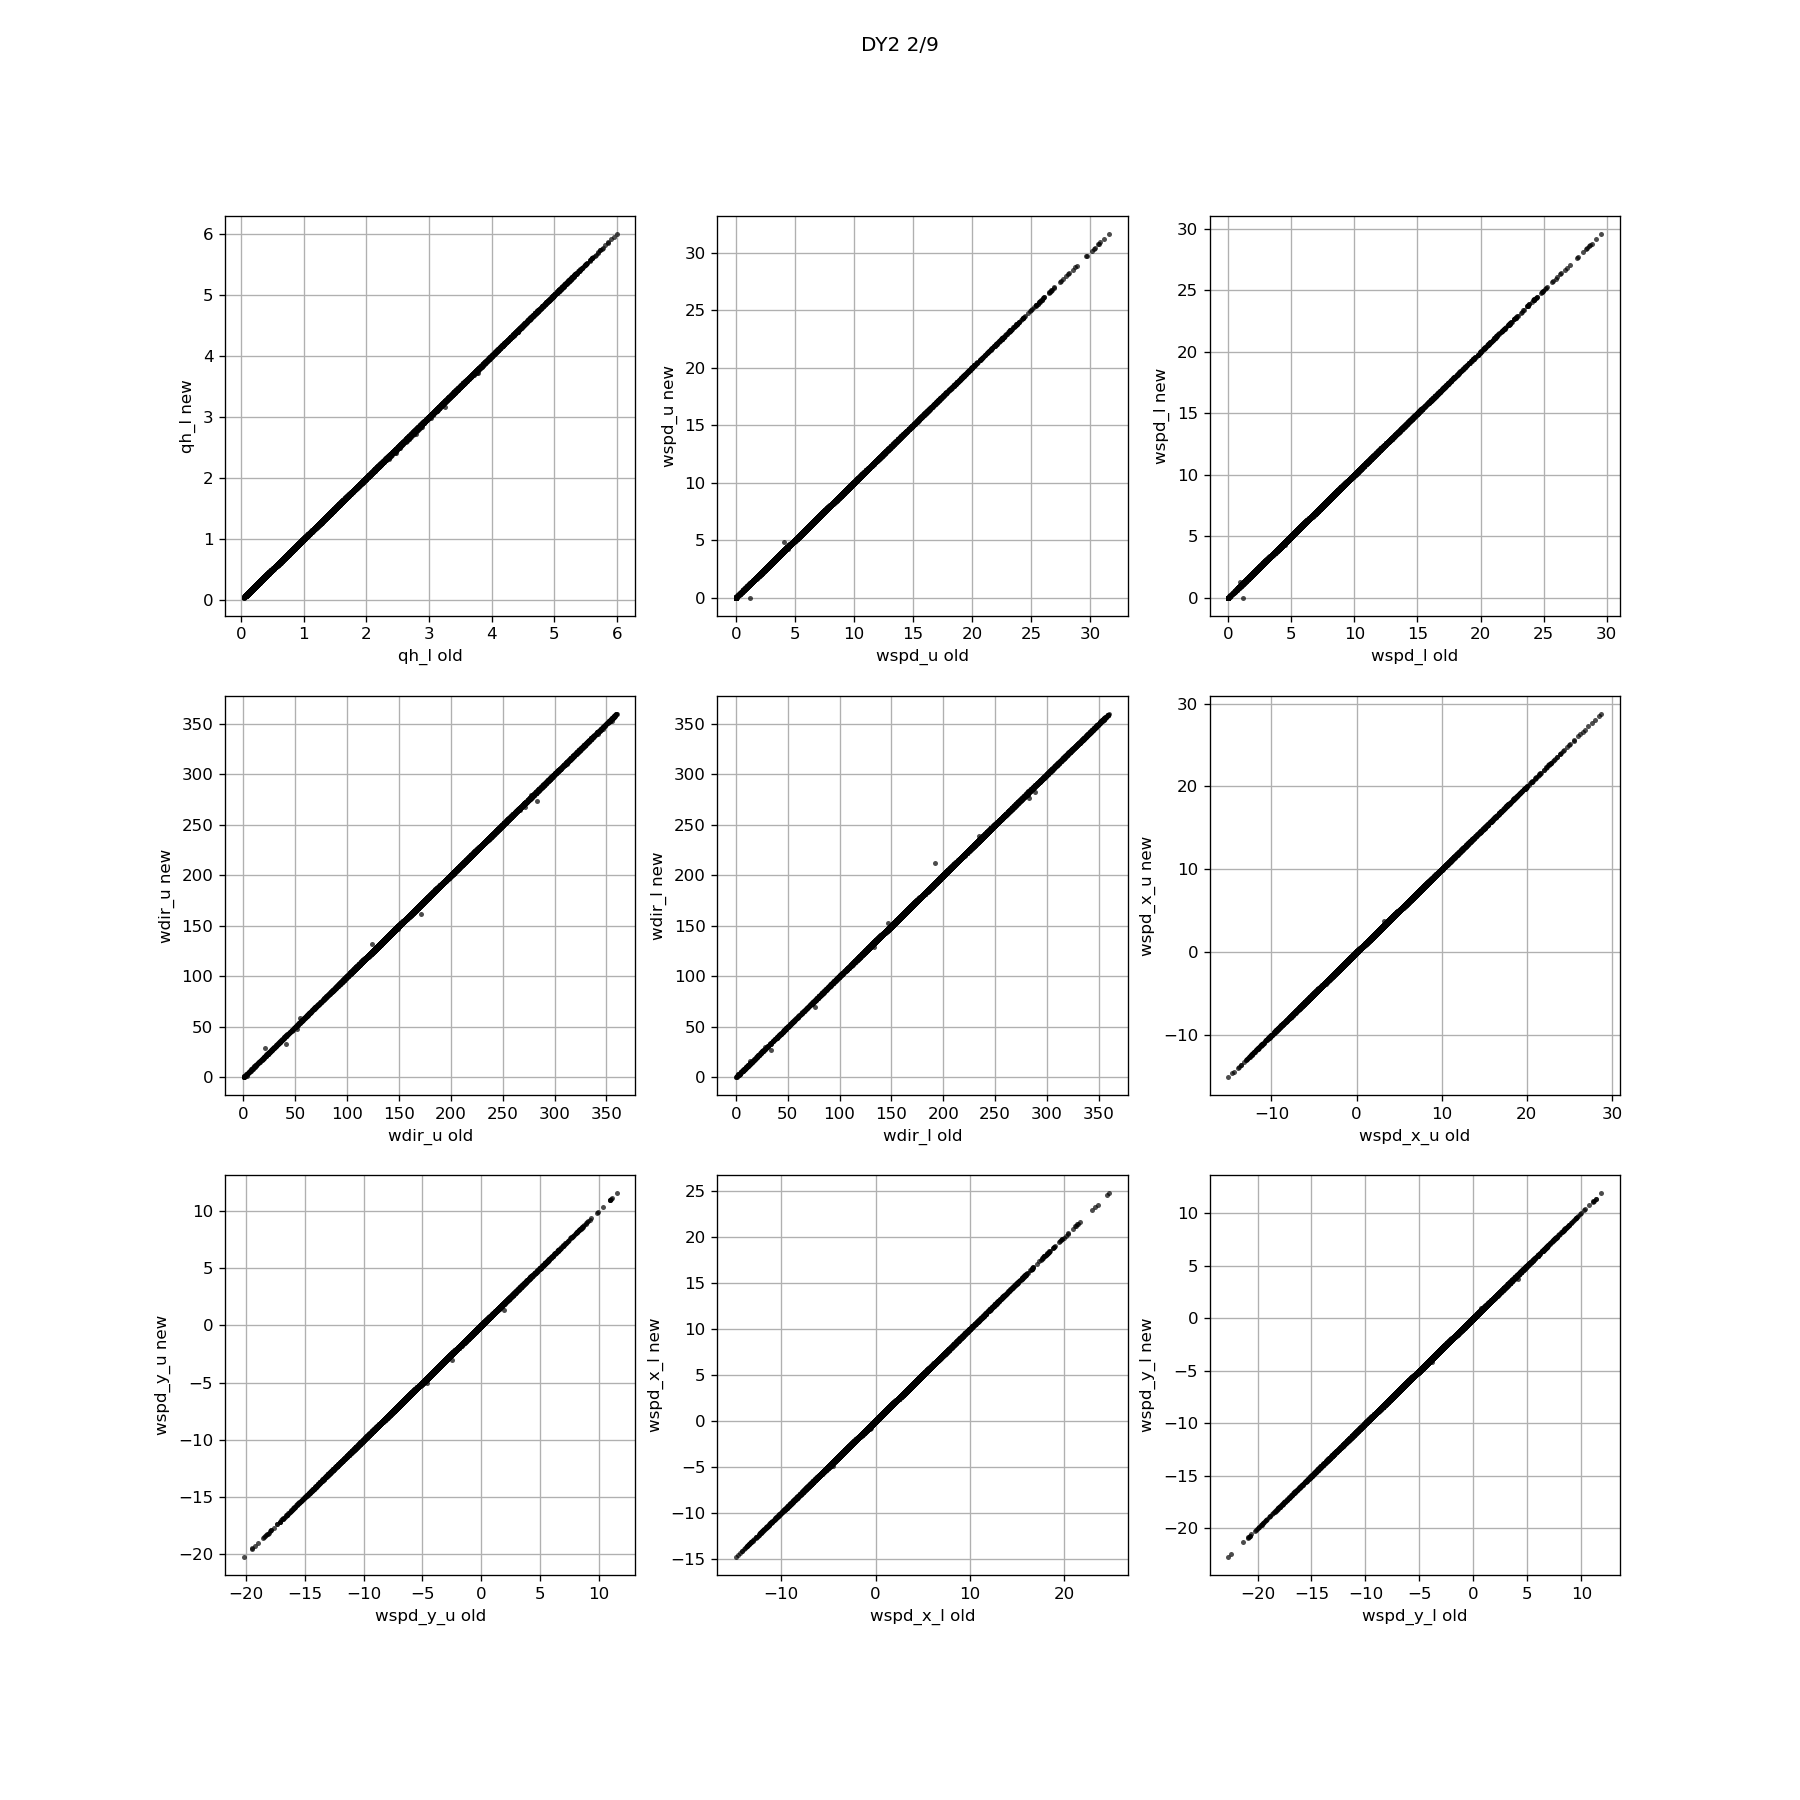 DY2 2/9
6
5
4
3
2
1
0
qh_l new
0 1 2 3 4 5 6
qh_l old
30
25
20
15
10
5
0
wspd_u new
0 5 10 15 20 25 30
wspd_u old
30
25
20
15
10
5
0
wspd_l new
0 5 10 15 20 25 30
wspd_l old
350
300
250
200
150
100
50
0
wdir_u new
0 50 100 150 200 250 300 350
wdir_u old
350
300
250
200
150
100
50
0
wdir_l new
0 50 100 150 200 250 300 350
wdir_l old
30
20
10
0
−10
wspd_x_u new
−10 0 10 20 30
wspd_x_u old
10
5
0
−5
−10
−15
−20
wspd_y_u new
−20 −15 −10 −5 0 5 10
wspd_y_u old
25
20
15
10
5
0
−5
−10
−15
wspd_x_l new
−10 0 10 20
wspd_x_l old
10
5
0
−5
−10
−15
−20
wspd_y_l new
−20 −15 −10 −5 0 5 10
wspd_y_l old